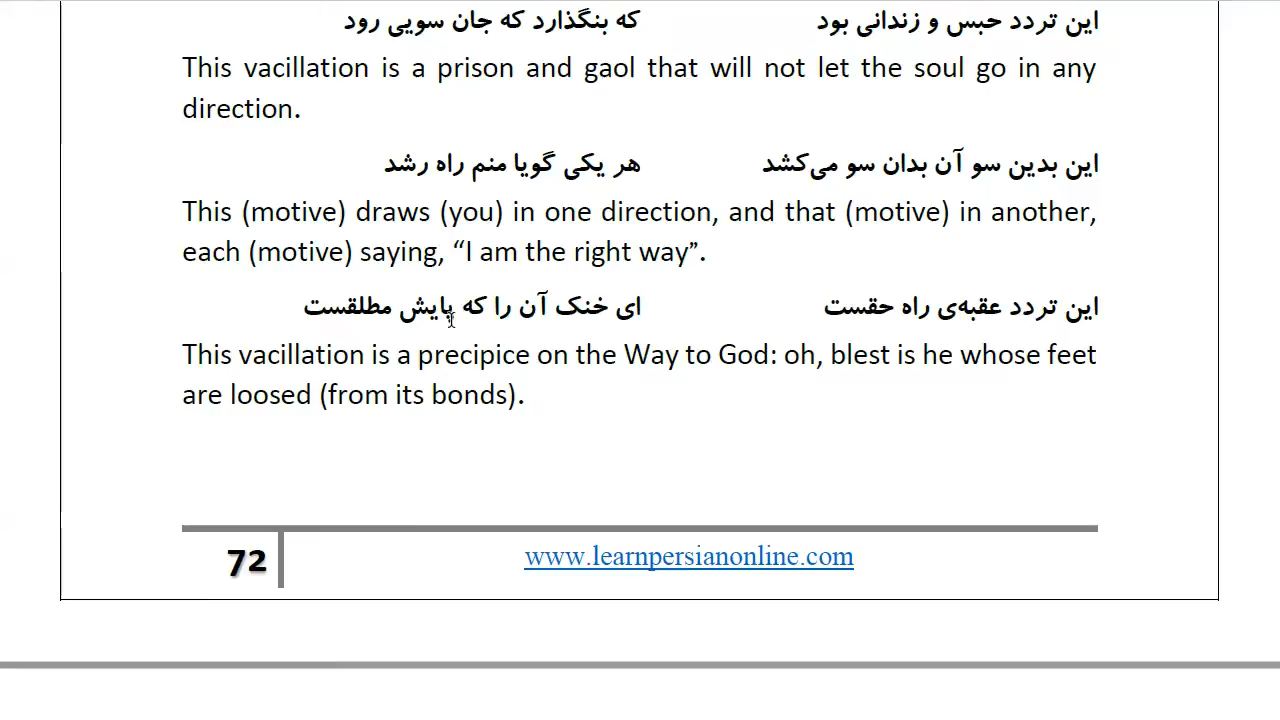 این تردد حبس و زندانی بود که بنگذارد که جان سویی رود
This vacillation is a prison and gaol that will not let the soul go in any
direction.
این بدین سو آن بدان سو می‌کشد هر یکی گویا منم راه رشد
This (motive) draws (you) in one direction, and that (motive) in another,
each (motive) saying, “I am the right way”.
این تردد عقبه‌ی راه حقست ای خنک آن را که پایش مطلقست
This vacillation is a precipice on the Way to God: oh, blest is he whose feet
are loosed (from its bonds).
72 www.learnpersianonline.com